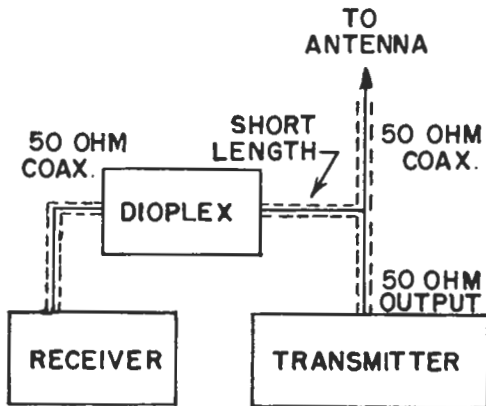 TO
ANTENNA
50 OHM
COAX.
SHORT
LENGTH
50 OHM
COAX.
DIOPLEX
50 OHM
OUTPUT
RECEIVER
TRANSMITTER